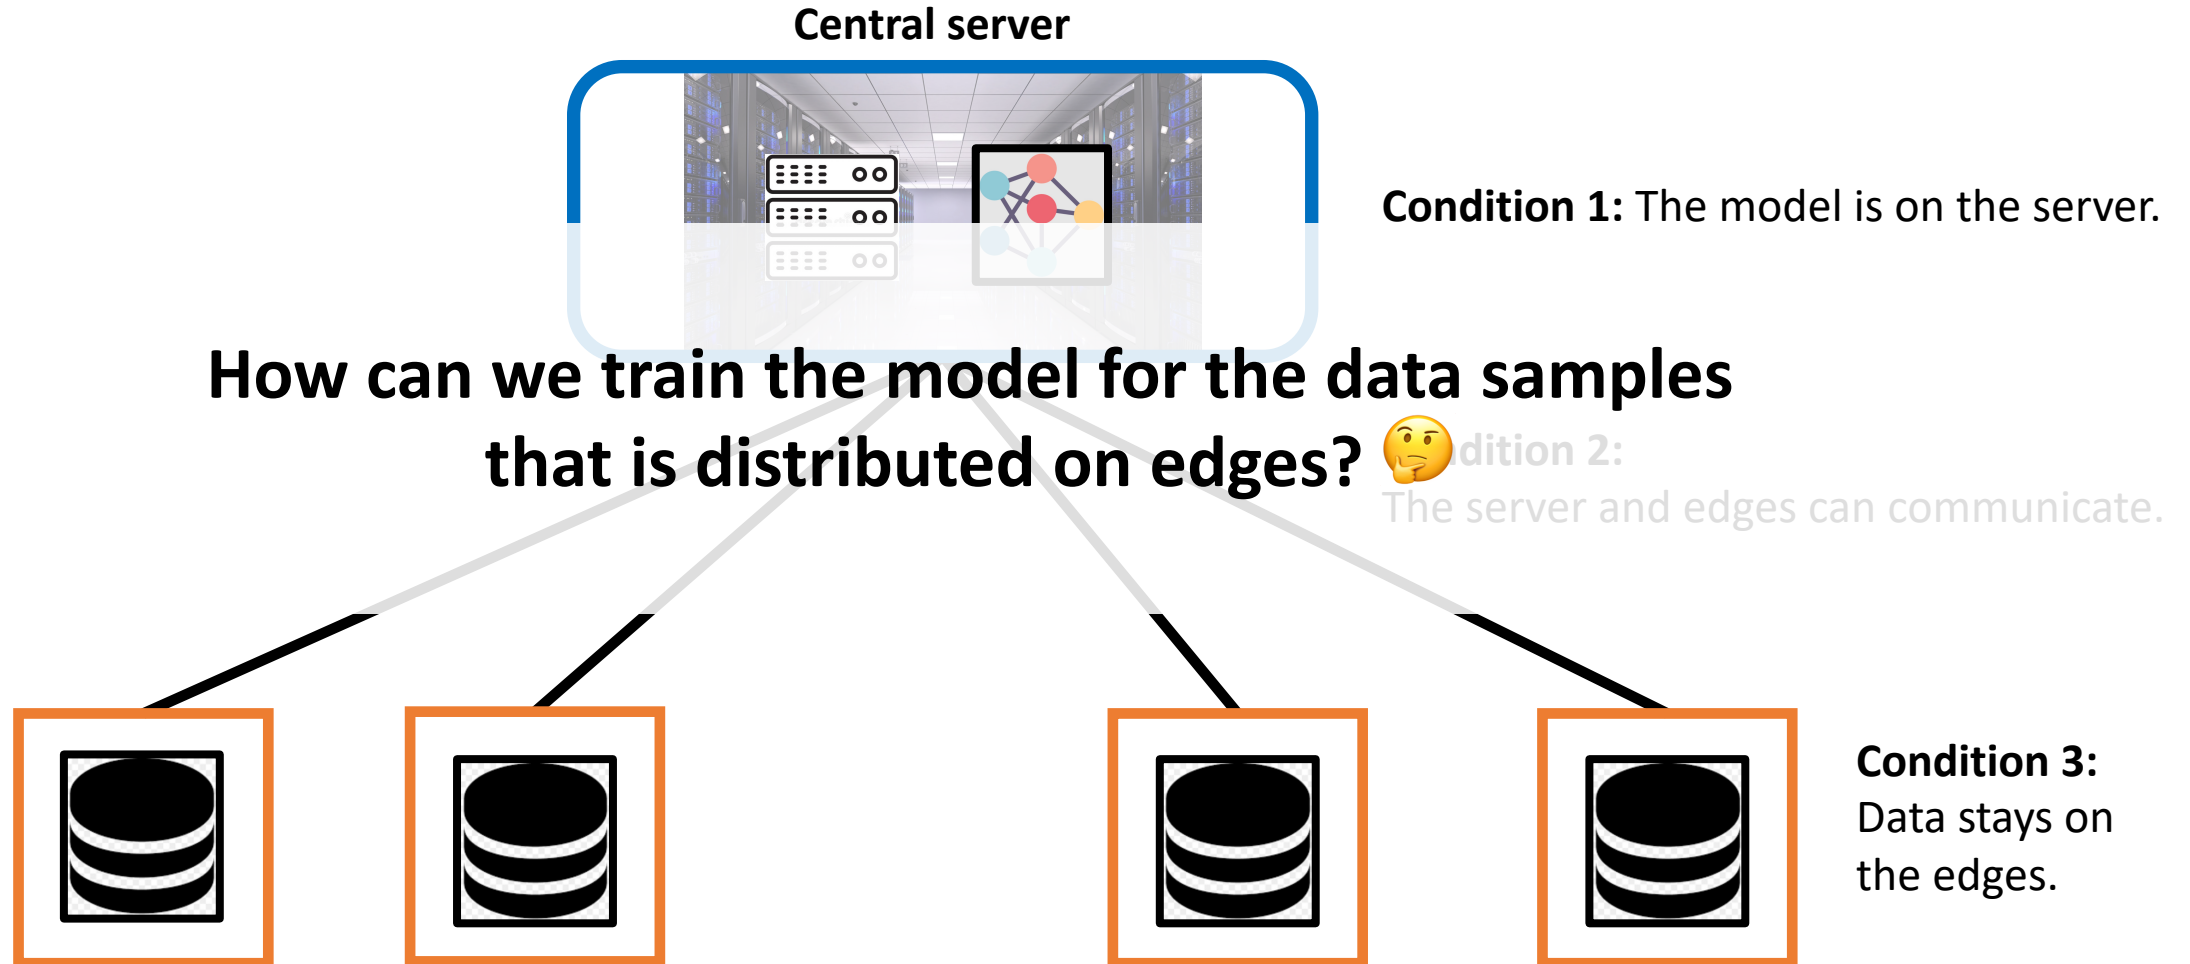 Central server
Condition 1: The model is on the server.
How can we train the model for the data samples
that is distributed on edges? 🤔
dition 2:
The server and edges can communicate.
Condition 3:
Data stays on
the edges.